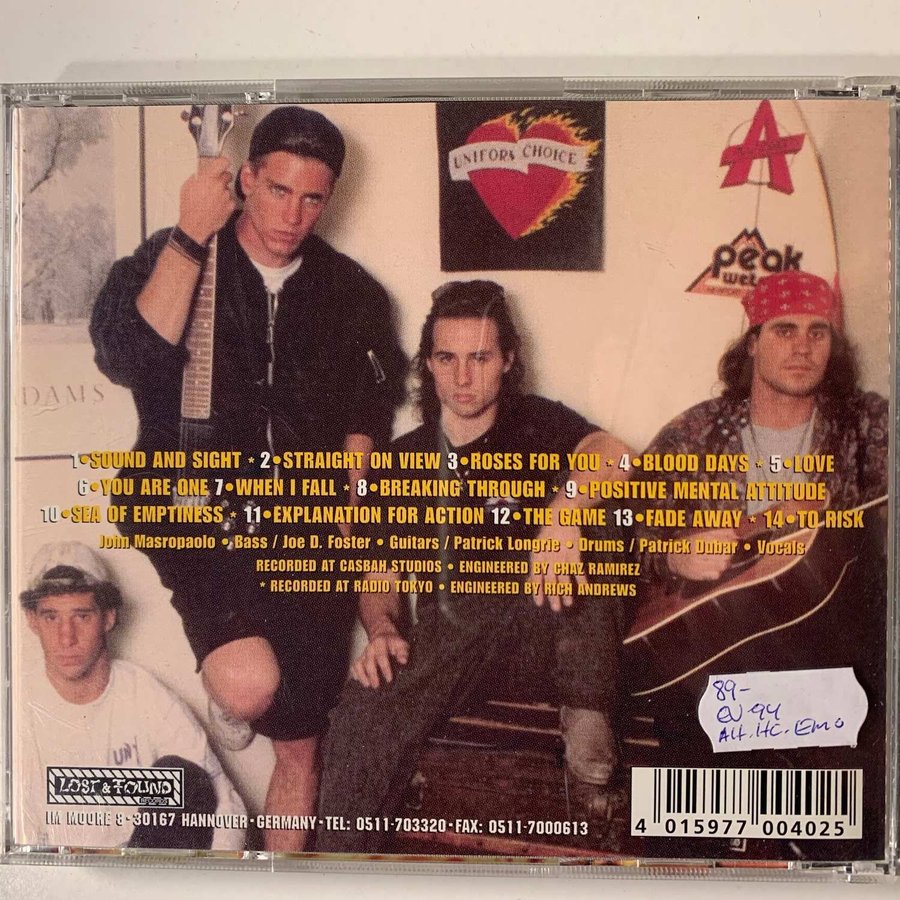 UNIFORM CHOICE
A
peak
DAMS
1•SOUND AND SIGHT * 2•STRAIGHT ON VIEW 3•ROSES FOR YOU * 4•BLOOD DAYS * 5•LOVE
6•YOU ARE ONE 7•WHEN I FALL * 8•BREAKING THROUGH * 9•POSITIVE MENTAL ATTITUDE
10•SEA OF EMPTINESS * 11•EXPLANATION FOR ACTION 12•THE GAME 13•FADE AWAY * 14•TO RISK
John Masropaolo • Bass / Joe D. Foster • Guitars / Patrick Longrie • Drums / Patrick Dubar • Vocals
RECORDED AT CASBAH STUDIOS • ENGINEERED BY CHAZ RAMIREZ
* RECORDED AT RADIO TOKYO • ENGINEERED BY RICH ANDREWS
UNI
89-
EU 94
Alt. HC. EMO
LOST & FOUND
IM MOORE 8 • 30167 HANNOVER • GERMANY • TEL: 0511-703320 • FAX: 0511-7000613
4 015977 004025